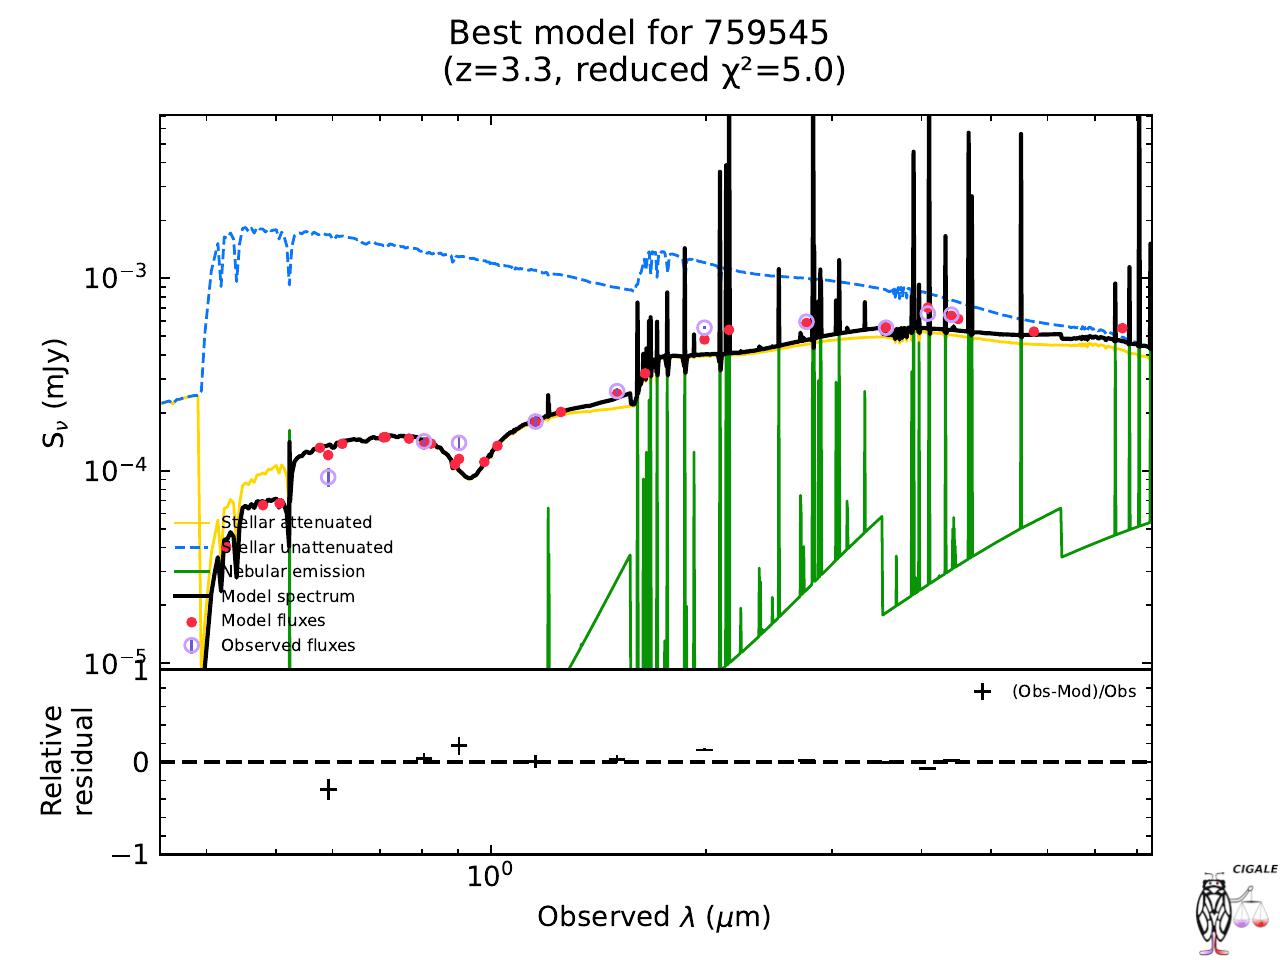 Best model for 759545
(z=3.3, reduced χ²=5.0)
10⁻³
10⁻⁴
10⁻⁵
S_ν (mJy)
Stellar attenuated
Stellar unattenuated
Nebular emission
Model spectrum
Model fluxes
Observed fluxes
1
0
−1
Relative
residual
(Obs-Mod)/Obs
10⁰
Observed λ (μm)
CIGALE